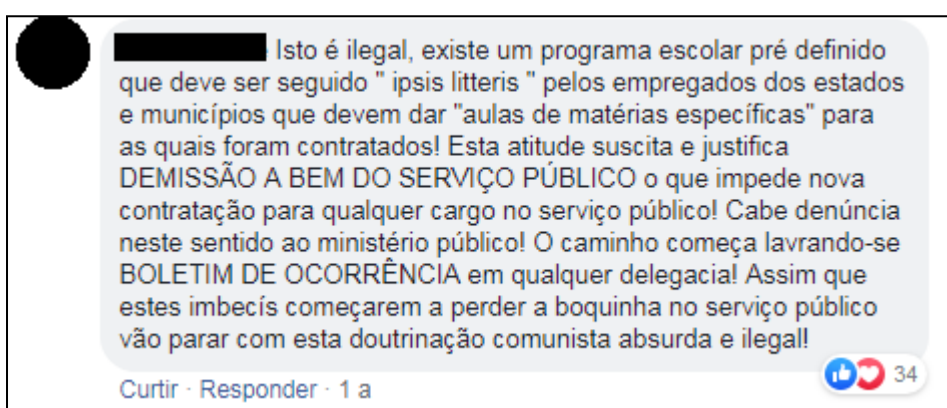 Isto é ilegal, existe um programa escolar pré definido
que deve ser seguido " ipsis litteris " pelos empregados dos estados
e municípios que devem dar "aulas de matérias específicas" para
as quais foram contratados! Esta atitude suscita e justifica
DEMISSÃO A BEM DO SERVIÇO PÚBLICO o que impede nova
contratação para qualquer cargo no serviço público! Cabe denúncia
neste sentido ao ministério público! O caminho começa lavrando-se
BOLETIM DE OCORRÊNCIA em qualquer delegacia! Assim que
estes imbecís começarem a perder a boquinha no serviço público
vão parar com esta doutrinação comunista absurda e ilegal!
34
Curtir · Responder · 1 a